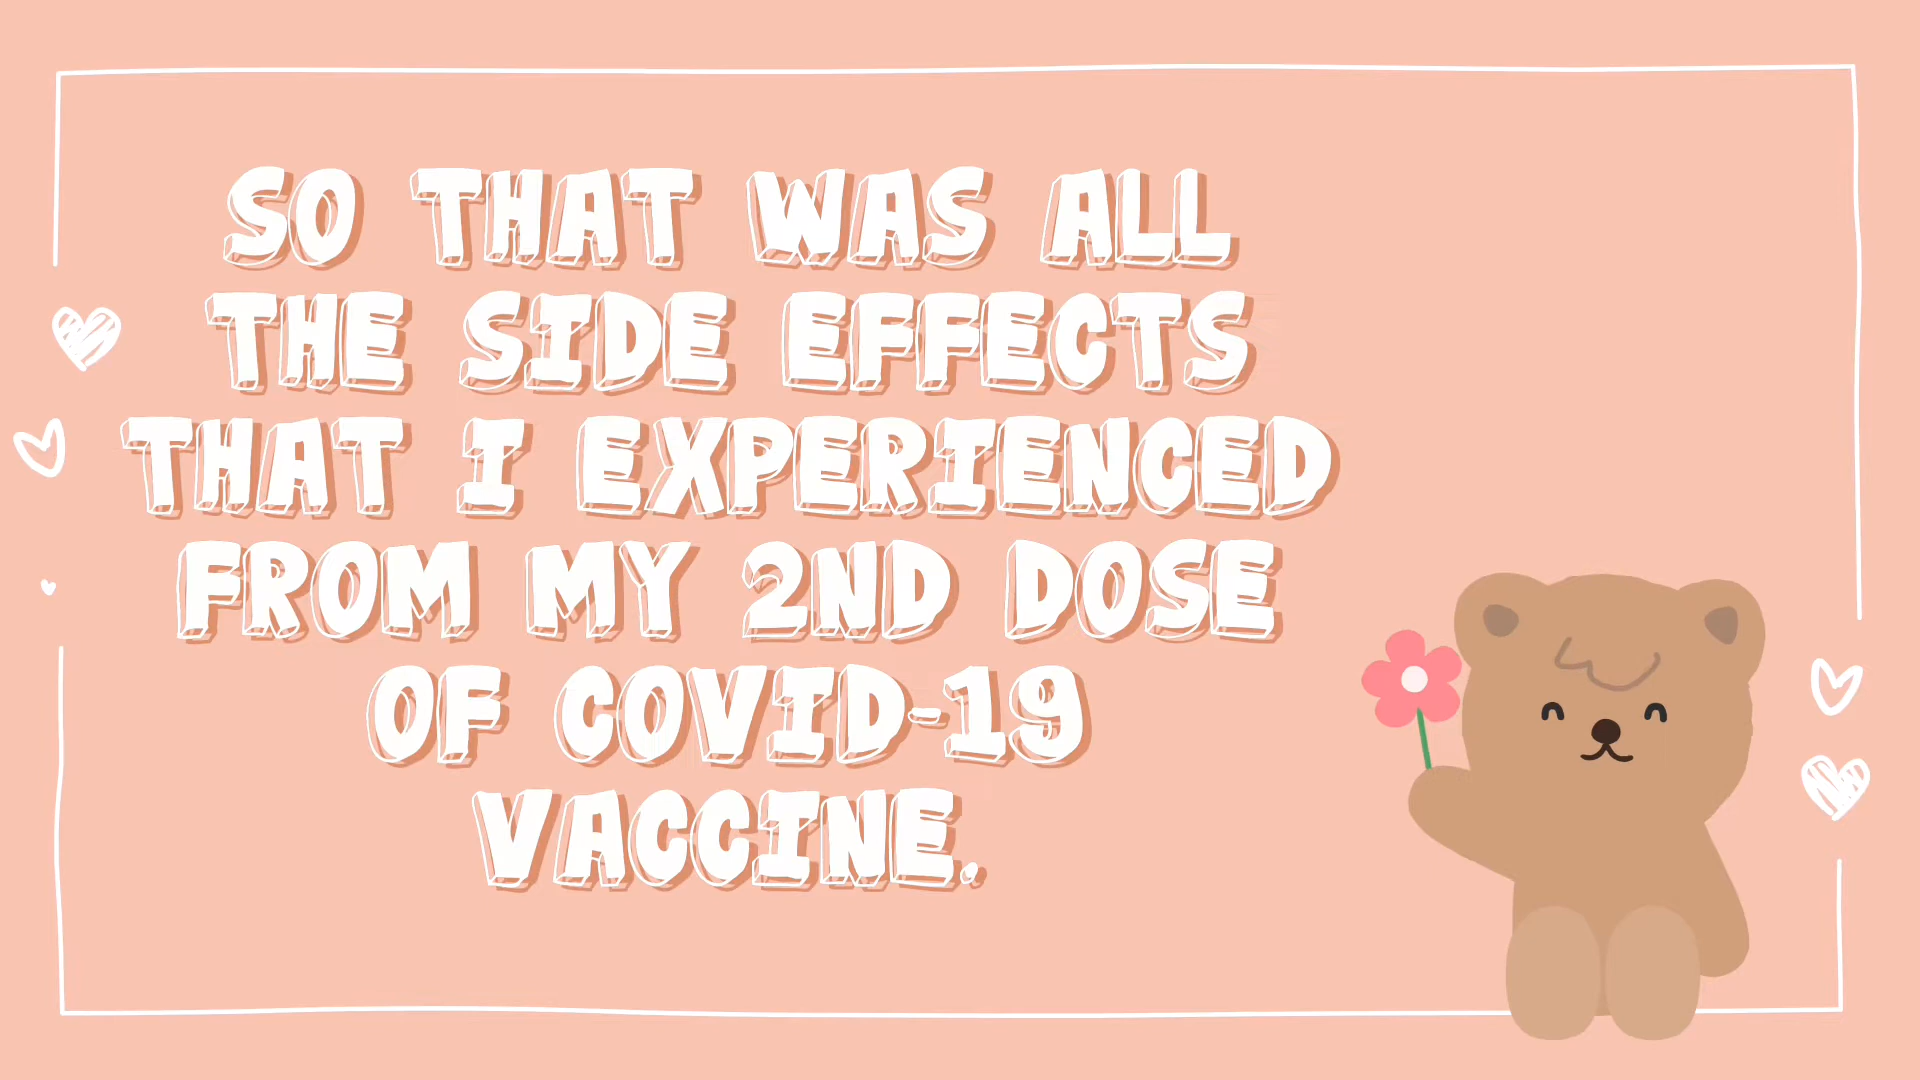 SO THAT WAS ALL
THE SIDE EFFECTS
THAT I EXPERIENCED
FROM MY 2ND DOSE
OF COVID-19
VACCINE.